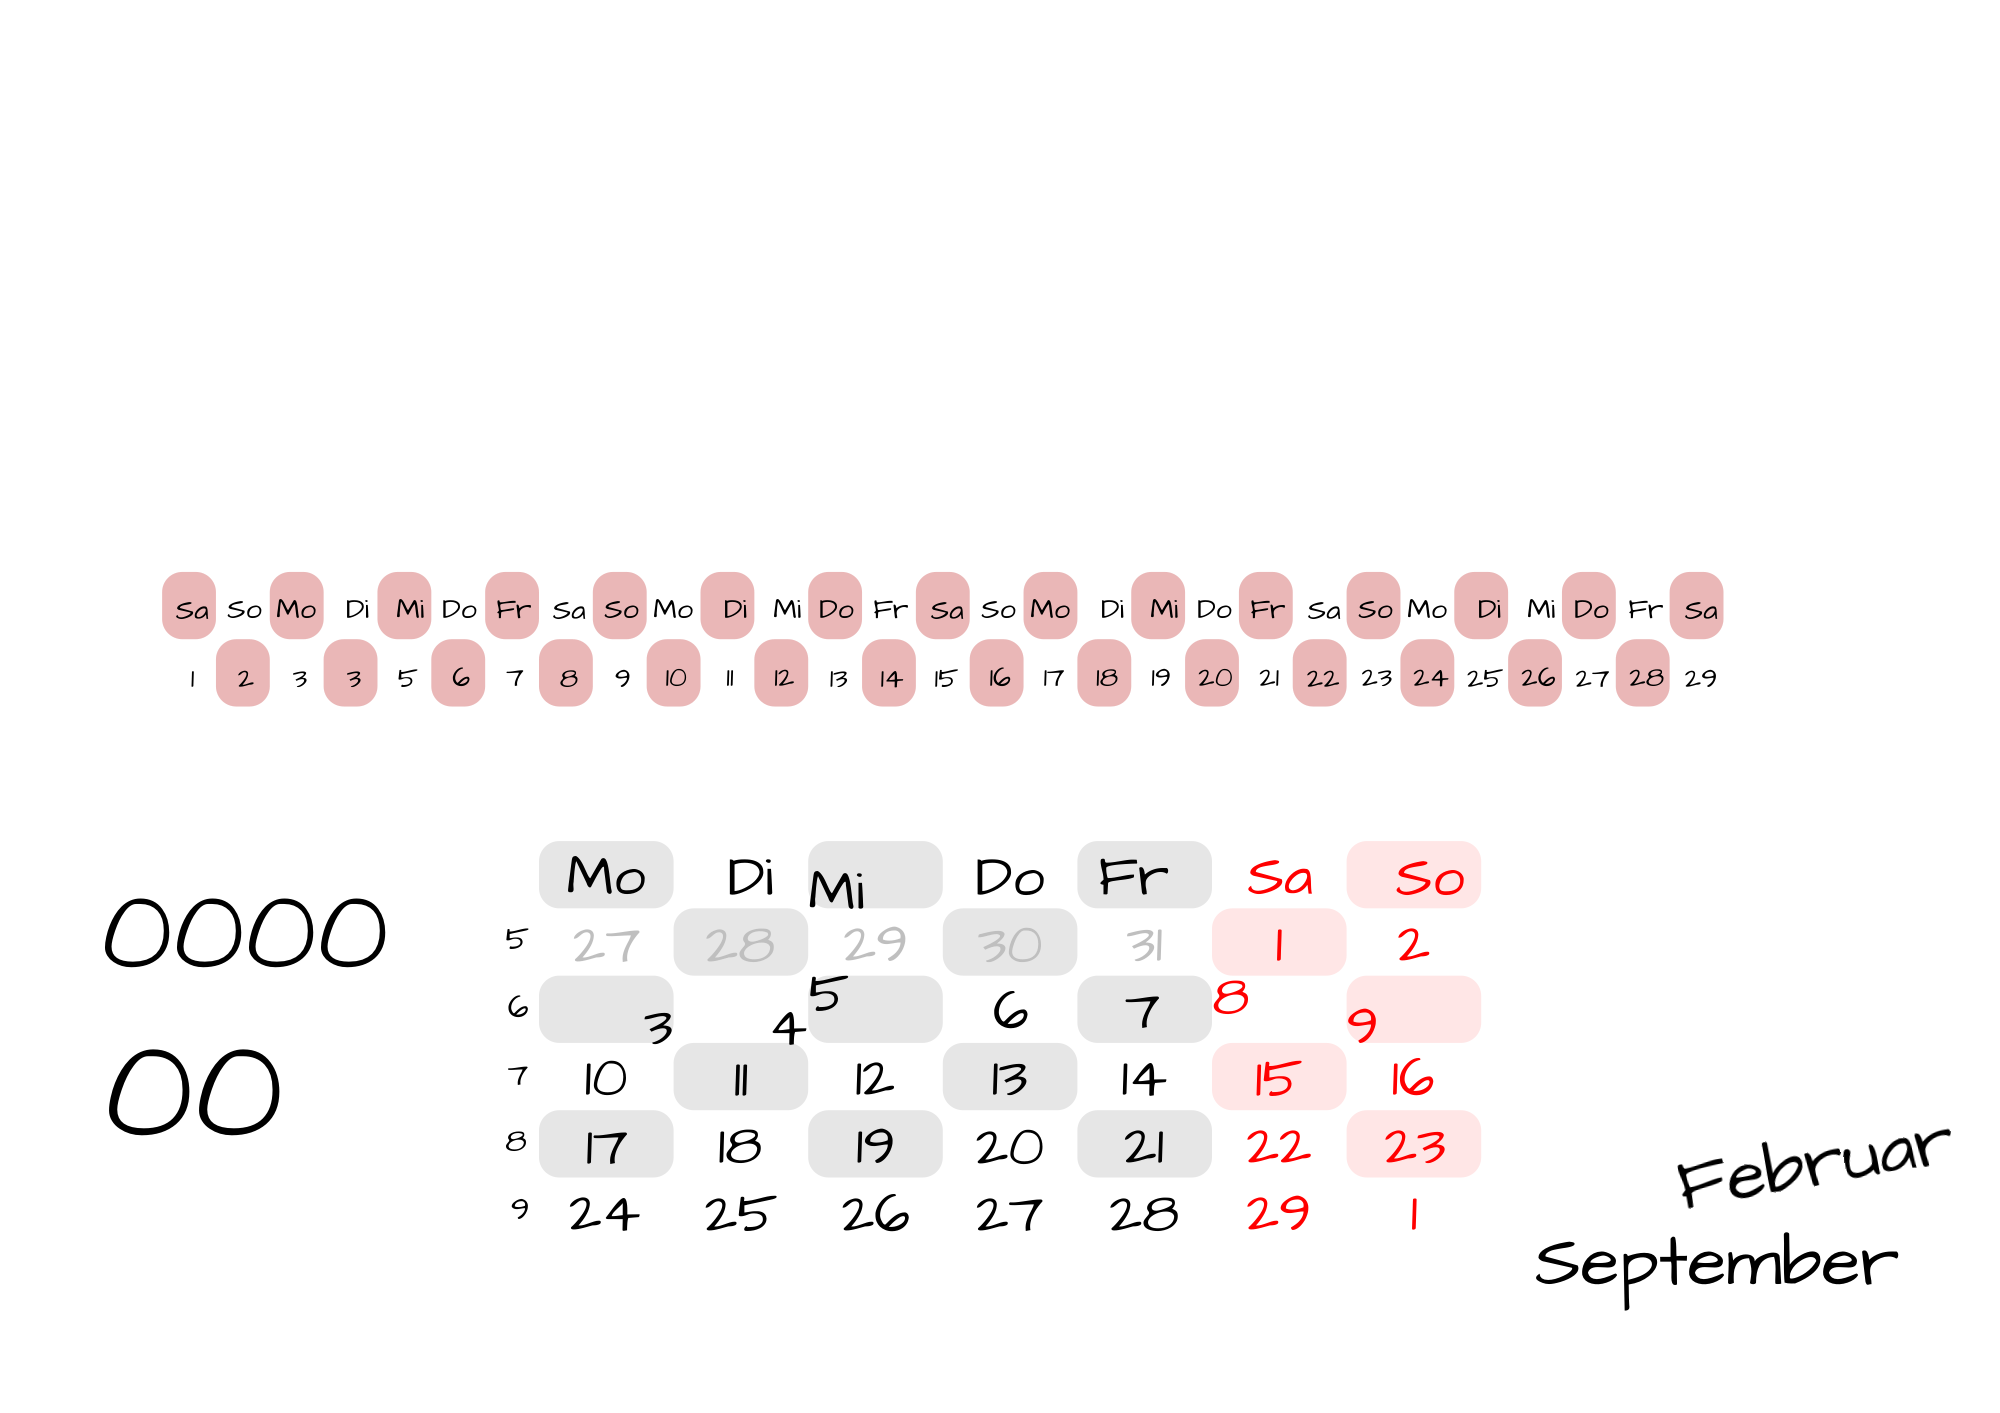 Sa So Mo Di Mi Do Fr Sa So Mo Di Mi Do Fr Sa So Mo Di Mi Do Fr Sa So Mo Di Mi Do Fr Sa
1 2 3 3 5 6 7 8 9 10 11 12 13 14 15 16 17 18 19 20 21 22 23 24 25 26 27 28 29
0000
00
Mo Di Mi Do Fr Sa So
5 27 28 29 30 31 1 2
6 3 4 5 6 7 8 9
7 10 11 12 13 14 15 16
8 17 18 19 20 21 22 23
9 24 25 26 27 28 29 1
Februar
September